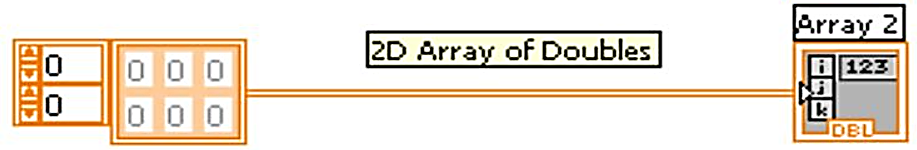 Array 2
2D Array of Doubles
0
0 0 0
0
0 0 0
i
123
j
k
DBL